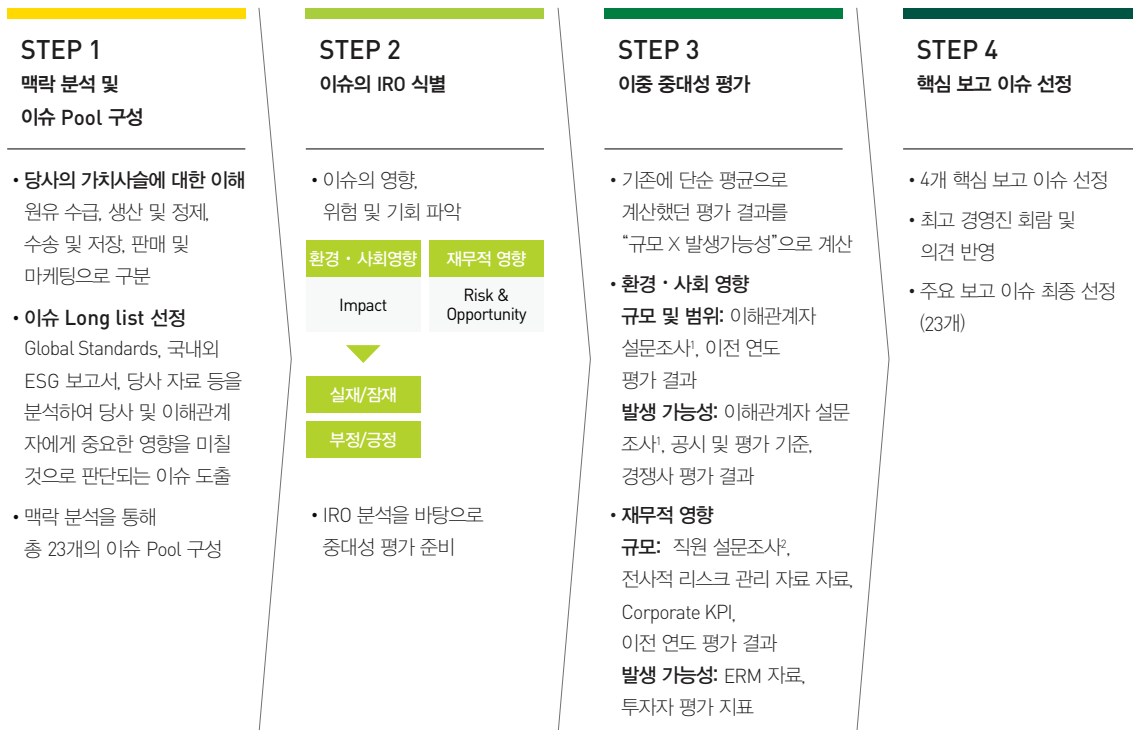 STEP 1
맥락 분석 및
이슈 Pool 구성
• 당사의 가치사슬에 대한 이해
원유 수급, 생산 및 정제,
수송 및 저장, 판매 및
마케팅으로 구분
• 이슈 Long list 선정
Global Standards, 국내외
ESG 보고서, 당사 자료 등을
분석하여 당사 및 이해관계
자에게 중요한 영향을 미칠
것으로 판단되는 이슈 도출
• 맥락 분석을 통해
총 23개의 이슈 Pool 구성
STEP 2
이슈의 IRO 식별
• 이슈의 영향,
위험 및 기회 파악
환경・사회영향
재무적 영향
Impact
Risk &
Opportunity
실재/잠재
부정/긍정
• IRO 분석을 바탕으로
중대성 평가 준비
STEP 3
이중 중대성 평가
• 기존에 단순 평균으로
계산했던 평가 결과를
“규모 X 발생가능성”으로 계산
• 환경・사회 영향
규모 및 범위: 이해관계자
설문조사¹, 이전 연도
평가 결과
발생 가능성: 이해관계자 설문
조사¹, 공시 및 평가 기준,
경쟁사 평가 결과
• 재무적 영향
규모: 직원 설문조사²,
전사적 리스크 관리 자료 자료,
Corporate KPI,
이전 연도 평가 결과
발생 가능성: ERM 자료,
투자자 평가 지표
STEP 4
핵심 보고 이슈 선정
• 4개 핵심 보고 이슈 선정
• 최고 경영진 회람 및
의견 반영
• 주요 보고 이슈 최종 선정
(23개)